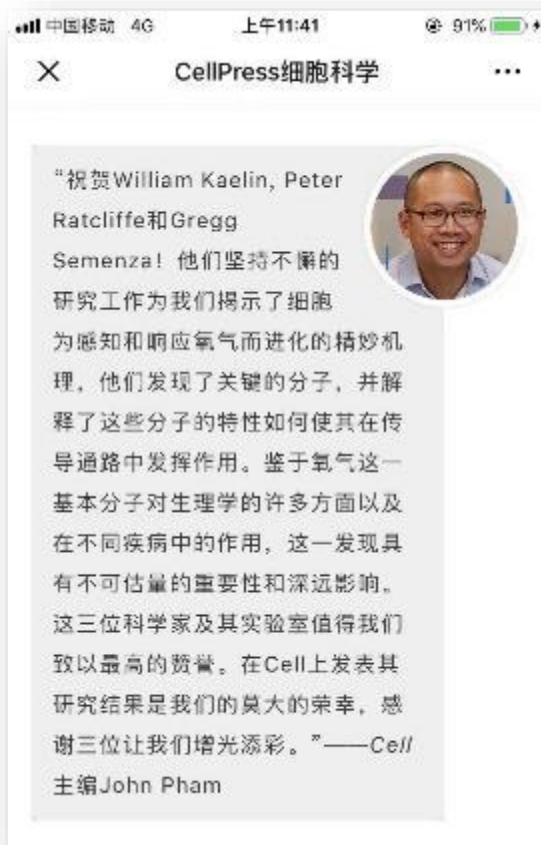 中国移动 4G 上午11:41 91%
CellPress细胞科学
“祝贺William Kaelin, Peter
Ratcliffe和Gregg
Semenza！他们坚持不懈的
研究工作为我们揭示了细胞
为感知和响应氧气而进化的精妙机
理，他们发现了关键的分子，并解
释了这些分子的特性如何使其在传
导通路中发挥作用。鉴于氧气这一
基本分子对生理学的许多方面以及
在不同疾病中的作用，这一发现具
有不可估量的重要性和深远影响。
这三位科学家及其实验室值得我们
致以最高的赞誉。在Cell上发表其
研究结果是我们的莫大的荣幸，感
谢三位让我们增光添彩。”——Cell
主编John Pham